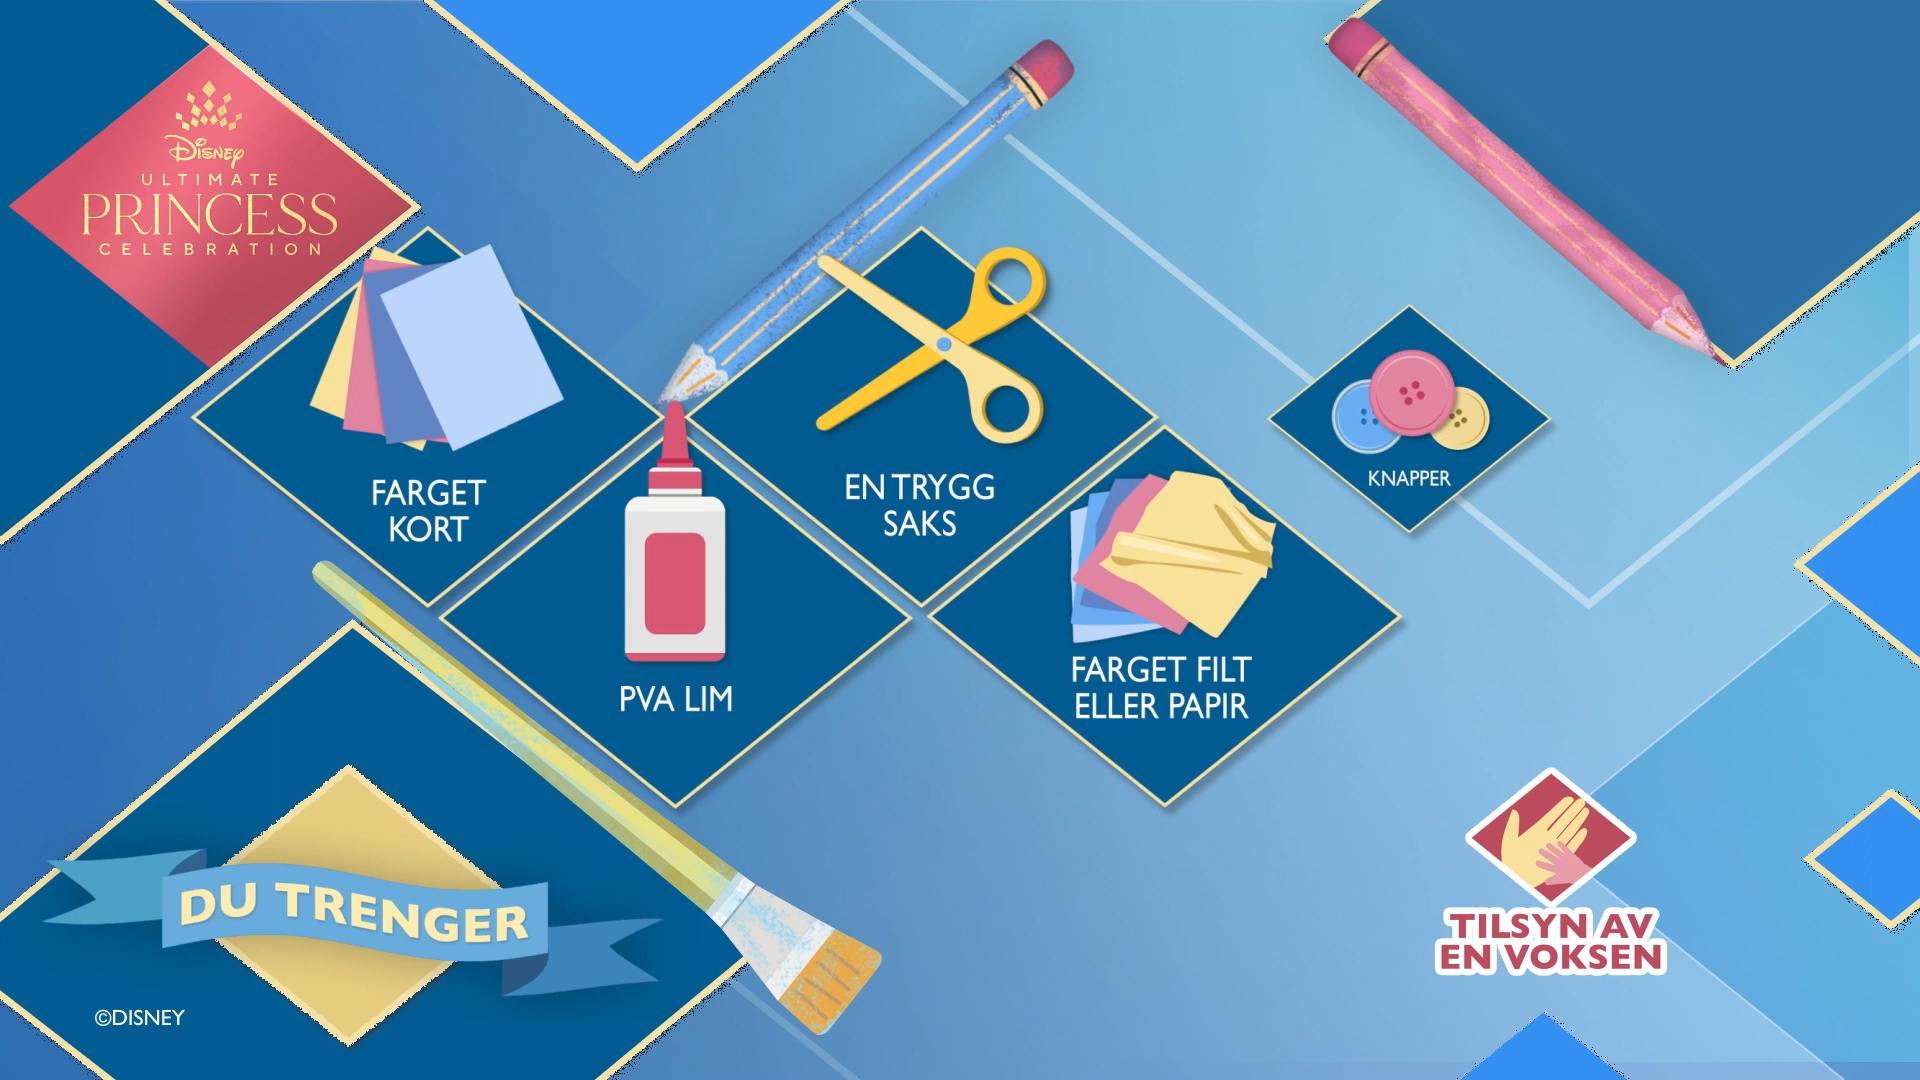 DISNEY
ULTIMATE
PRINCESS
CELEBRATION
FARGET
KORT
PVA LIM
EN TRYGG
SAKS
FARGET FILT
ELLER PAPIR
KNAPPER
DU TRENGER
TILSYN AV
EN VOKSEN
©DISNEY